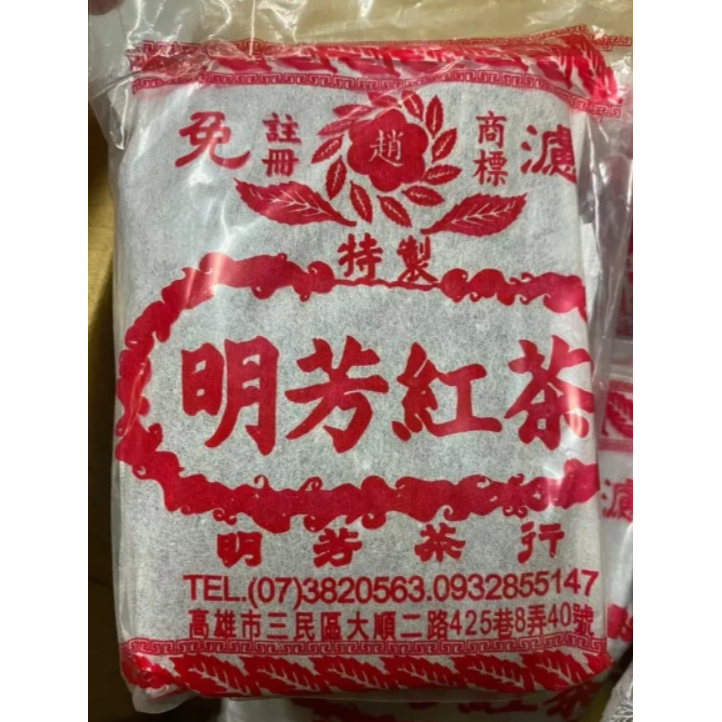 免 註冊 趙 商標 濾
特製
明芳紅茶
明芳茶行
TEL.(07)3820563.0932855147
高雄市三民區大順二路425巷8弄40號
濾